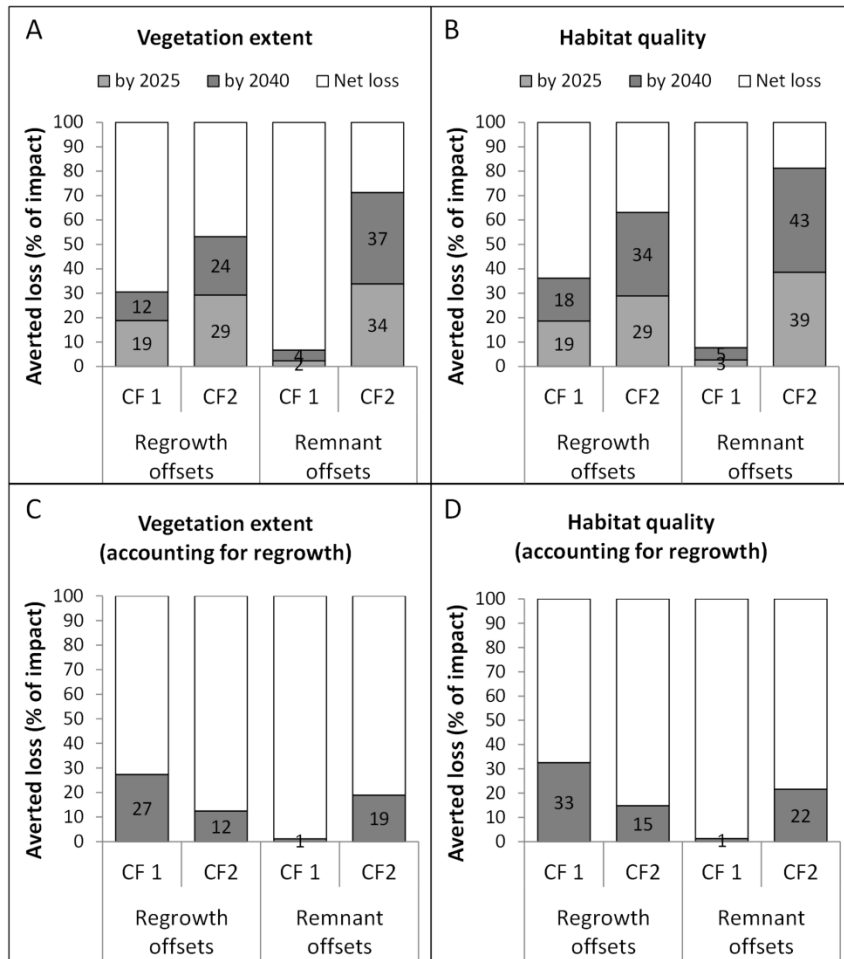 A
Vegetation extent
by 2025 by 2040 Net loss
Averted loss (% of impact)
100
90
80
70
60
50
40
30
20
10
0
12
19
24
29
4
2
37
34
CF 1 CF2 CF 1 CF2
Regrowth Remnant
offsets offsets
B
Habitat quality
by 2025 by 2040 Net loss
Averted loss (% of impact)
100
90
80
70
60
50
40
30
20
10
0
18
19
34
29
5
3
43
39
CF 1 CF2 CF 1 CF2
Regrowth Remnant
offsets offsets
C
Vegetation extent
(accounting for regrowth)
Averted loss (% of impact)
100
90
80
70
60
50
40
30
20
10
0
27
12
1
19
CF 1 CF2 CF 1 CF2
Regrowth Remnant
offsets offsets
D
Habitat quality
(accounting for regrowth)
Averted loss (% of impact)
100
90
80
70
60
50
40
30
20
10
0
33
15
1
22
CF 1 CF2 CF 1 CF2
Regrowth Remnant
offsets offsets